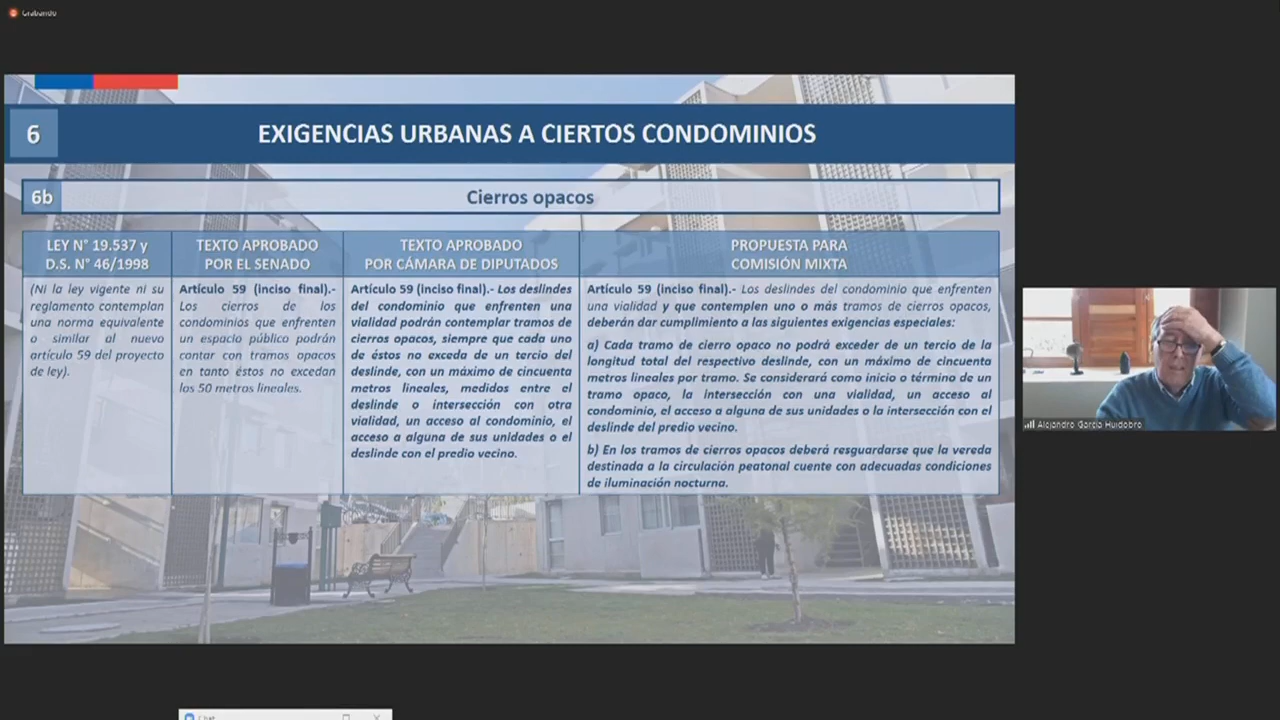 Grabando
6
EXIGENCIAS URBANAS A CIERTOS CONDOMINIOS
6b
Cierros opacos
LEY N° 19.537 y
D.S. N° 46/1998
(Ni la ley vigente ni su
reglamento contemplan
una norma equivalente
o similar al nuevo
artículo 59 del proyecto
de ley).
TEXTO APROBADO
POR EL SENADO
Artículo 59 (inciso final).-
Los cierros de los
condominios que enfrenten
un espacio público podrán
contar con tramos opacos
en tanto éstos no excedan
los 50 metros lineales.
TEXTO APROBADO
POR CÁMARA DE DIPUTADOS
Artículo 59 (inciso final).- Los deslindes
del condominio que enfrenten una
vialidad podrán contemplar tramos de
cierros opacos, siempre que cada uno
de éstos no exceda de un tercio del
deslinde, con un máximo de cincuenta
metros lineales, medidos entre el
deslinde o intersección con otra
vialidad, un acceso al condominio, el
acceso a alguna de sus unidades o el
deslinde con el predio vecino.
PROPUESTA PARA
COMISIÓN MIXTA
Artículo 59 (inciso final).- Los deslindes del condominio que enfrenten
una vialidad y que contemplen uno o más tramos de cierros opacos,
deberán dar cumplimiento a las siguientes exigencias especiales:
a) Cada tramo de cierro opaco no podrá exceder de un tercio de la
longitud total del respectivo deslinde, con un máximo de cincuenta
metros lineales por tramo. Se considerará como inicio o término de un
tramo opaco, la intersección con una vialidad, un acceso al
condominio, el acceso a alguna de sus unidades o la intersección con el
deslinde del predio vecino.
b) En los tramos de cierros opacos deberá resguardarse que la vereda
destinada a la circulación peatonal cuente con adecuadas condiciones
de iluminación nocturna.
Alejandro García Huidobro
Chat